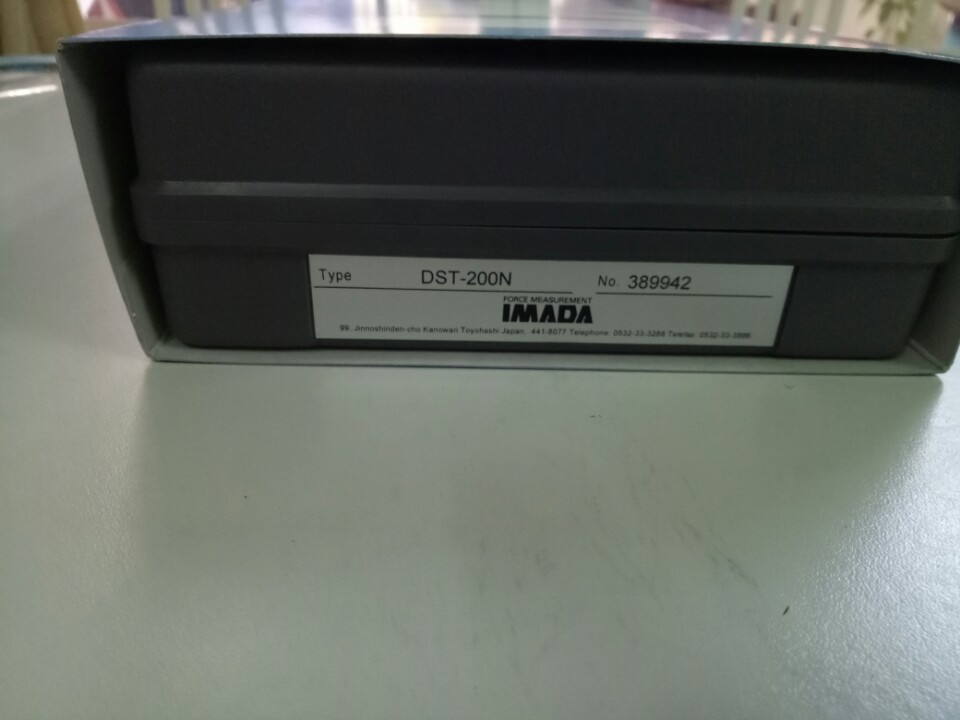 Type DST-200N No. 389942
FORCE MEASUREMENT
IMADA
99, Jinnoshinden-cho Kanowari Toyohashi Japan, 441-8077 Telephone 0532-33-3288 Telefax 0532-33-3866